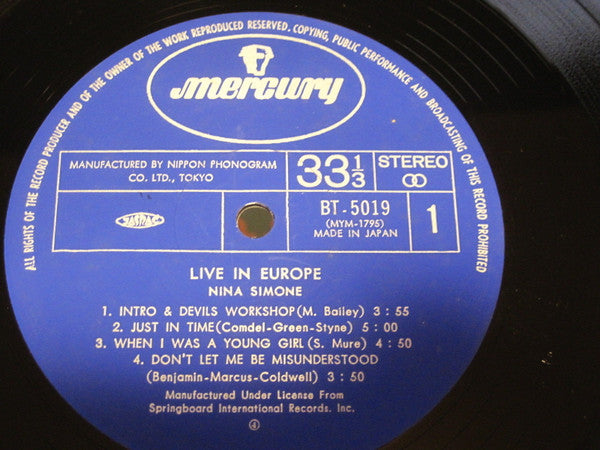 ALL RIGHTS OF THE RECORD PRODUCER AND OF THE OWNER OF THE WORK REPRODUCED RESERVED. COPYING, PUBLIC PERFORMANCE AND BROADCASTING OF THIS RECORD PROHIBITED
mercury
MANUFACTURED BY NIPPON PHONOGRAM
CO. LTD., TOKYO
33 1/3
STEREO
JASRAC
BT-5019
(MYM-1795)
MADE IN JAPAN
1
LIVE IN EUROPE
NINA SIMONE
1. INTRO & DEVILS WORKSHOP(M. Bailey) 3 : 55
2. JUST IN TIME(Comdel-Green-Styne) 5 : 00
3. WHEN I WAS A YOUNG GIRL(S. Mure) 4 : 50
4. DON'T LET ME BE MISUNDERSTOOD
(Benjamin-Marcus-Coldwell) 3 : 50
Manufactured Under License From
Springboard International Records. Inc.
④